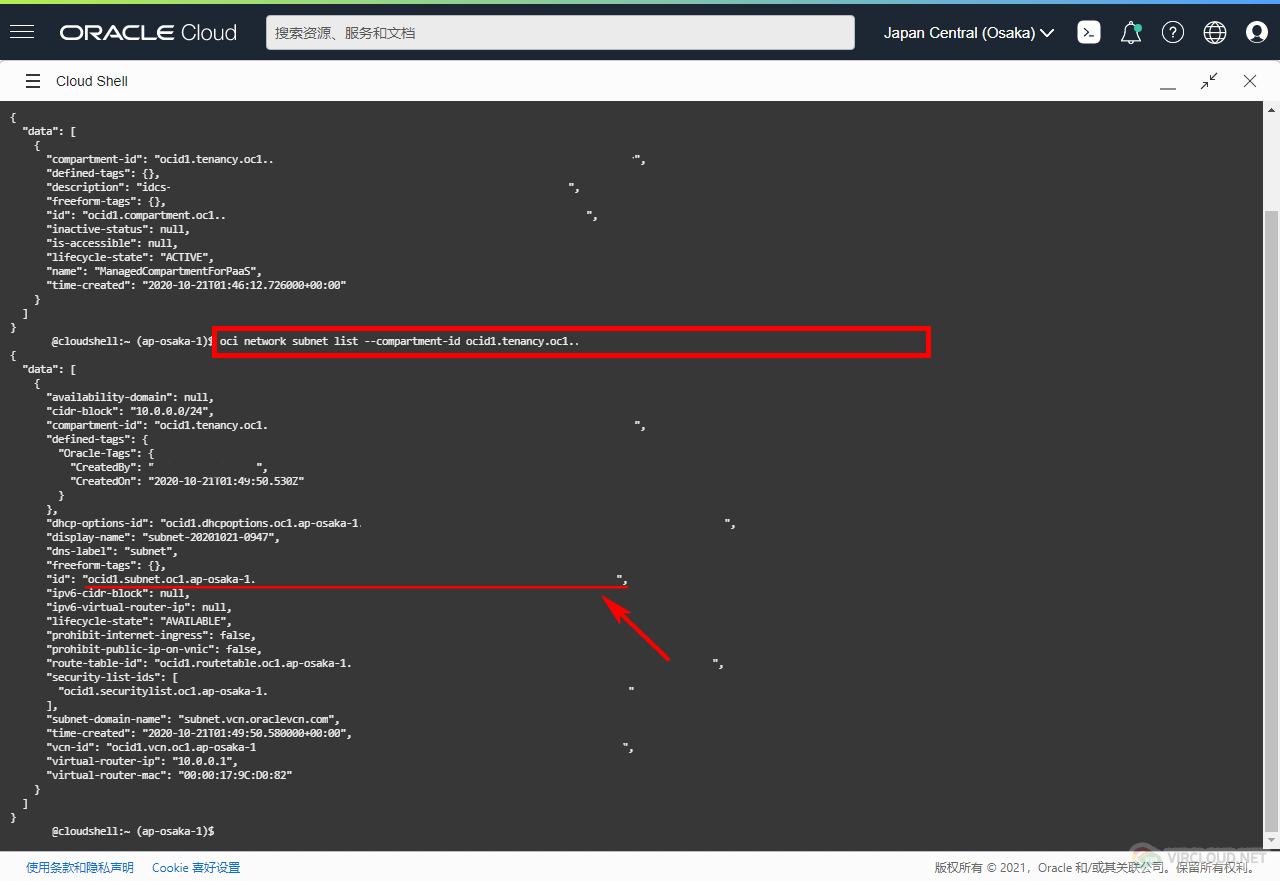 ORACLE Cloud
搜索资源、服务和文档
Japan Central (Osaka)
Cloud Shell
{
  "data": [
    {
      "compartment-id": "ocid1.tenancy.oc1..                ",
      "defined-tags": {},
      "description": "idcs-                ",
      "freeform-tags": {},
      "id": "ocid1.compartment.oc1..                ",
      "inactive-status": null,
      "is-accessible": null,
      "lifecycle-state": "ACTIVE",
      "name": "ManagedCompartmentForPaaS",
      "time-created": "2020-10-21T01:46:12.726000+00:00"
    }
  ]
}
@cloudshell:~ (ap-osaka-1)$ oci network subnet list --compartment-id ocid1.tenancy.oc1..
{
  "data": [
    {
      "availability-domain": null,
      "cidr-block": "10.0.0.0/24",
      "compartment-id": "ocid1.tenancy.oc1.                ",
      "defined-tags": {
        "Oracle-Tags": {
          "CreatedBy": "                ",
          "CreatedOn": "2020-10-21T01:49:50.530Z"
        }
      },
      "dhcp-options-id": "ocid1.dhcpoptions.oc1.ap-osaka-1.                ",
      "display-name": "subnet-20201021-0947",
      "dns-label": "subnet",
      "freeform-tags": {},
      "id": "ocid1.subnet.oc1.ap-osaka-1.                ",
      "ipv6-cidr-block": null,
      "ipv6-virtual-router-ip": null,
      "lifecycle-state": "AVAILABLE",
      "prohibit-internet-ingress": false,
      "prohibit-public-ip-on-vnic": false,
      "route-table-id": "ocid1.routetable.oc1.ap-osaka-1.                ",
      "security-list-ids": [
        "ocid1.securitylist.oc1.ap-osaka-1.                "
      ],
      "subnet-domain-name": "subnet.vcn.oraclevcn.com",
      "time-created": "2020-10-21T01:49:50.580000+00:00",
      "vcn-id": "ocid1.vcn.oc1.ap-osaka-1                ",
      "virtual-router-ip": "10.0.0.1",
      "virtual-router-mac": "00:00:17:9C:D0:82"
    }
  ]
}
@cloudshell:~ (ap-osaka-1)$
使用条款和隐私声明 Cookie 喜好设置
版权所有 © 2021，Oracle 和/或其关联公司。保留所有权利。
VIRCLOUD.NET